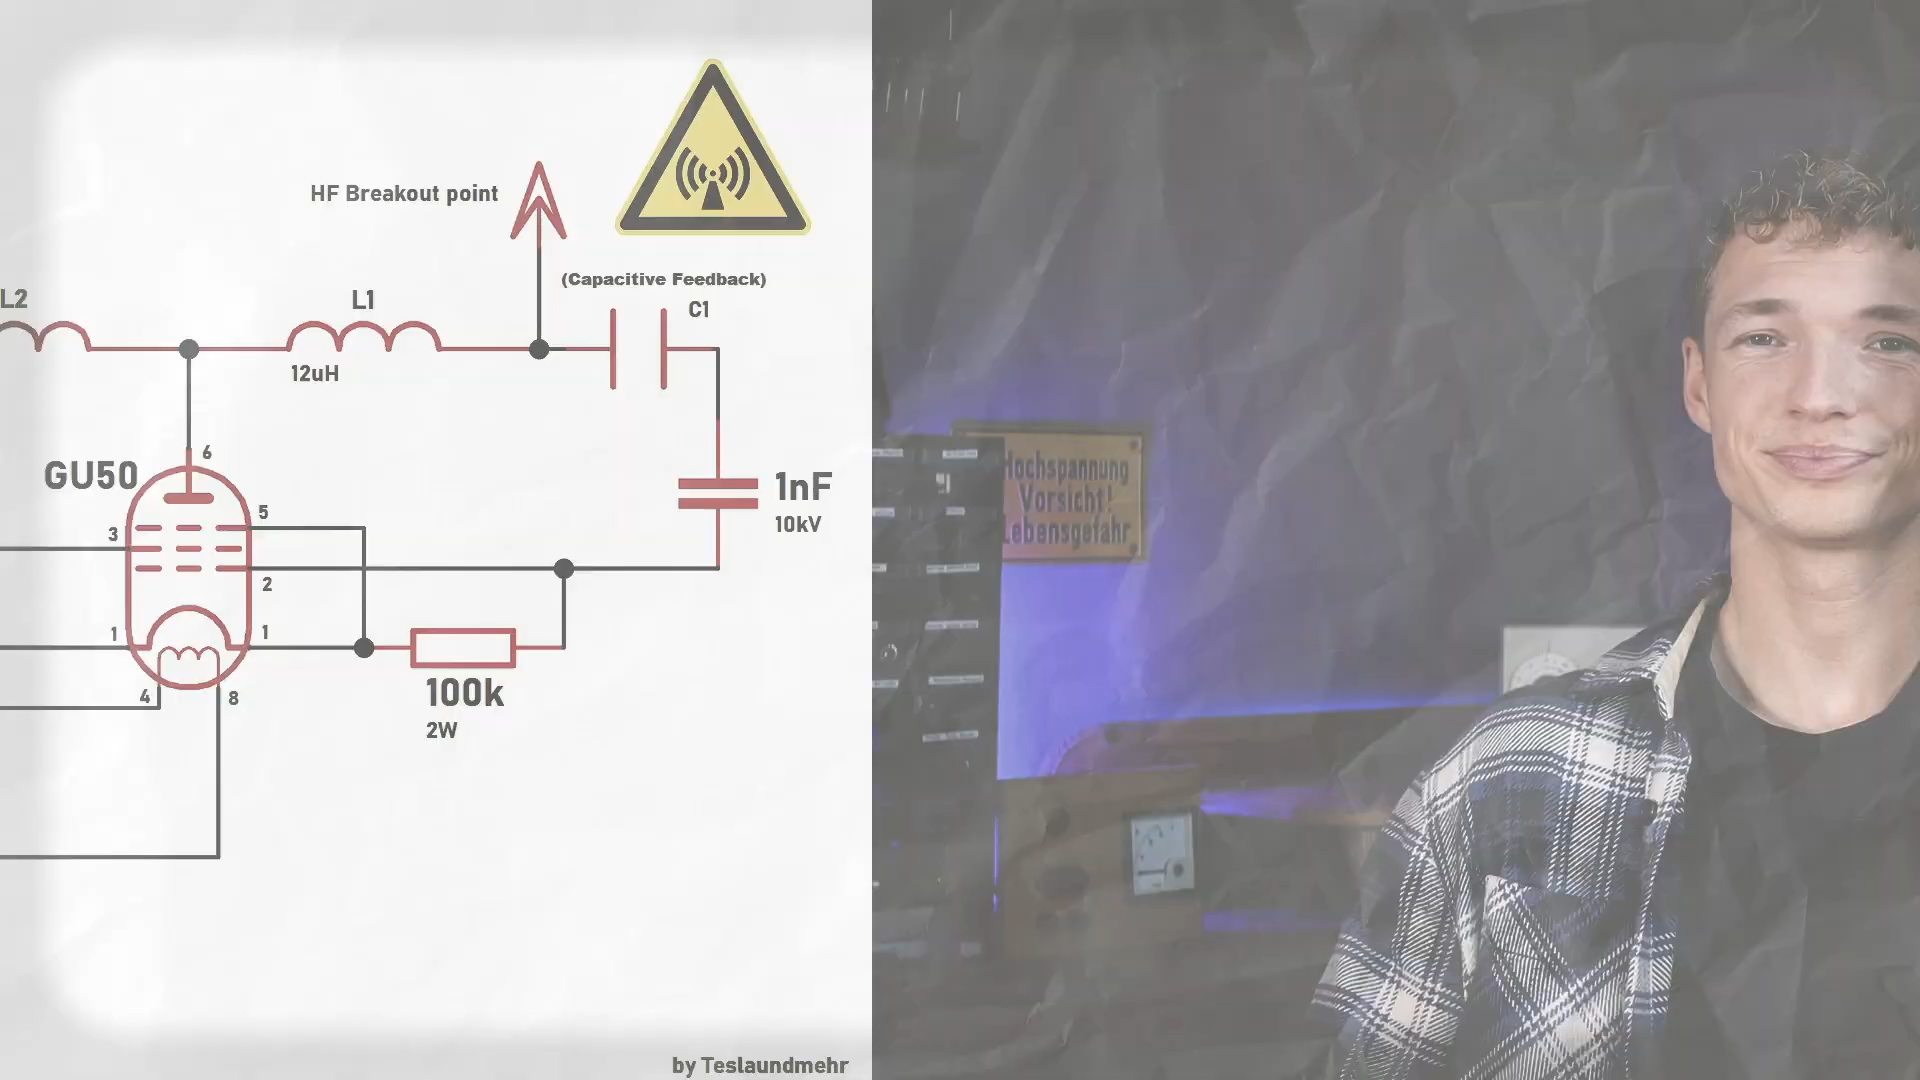 HF Breakout point
(Capacitive Feedback)
C1
L2
L1
12uH
6
GU50
5
3
1nF
10kV
2
1
1
100k
2W
4
8
Hochspannung
Vorsicht!
Lebensgefahr
by Teslaundmehr